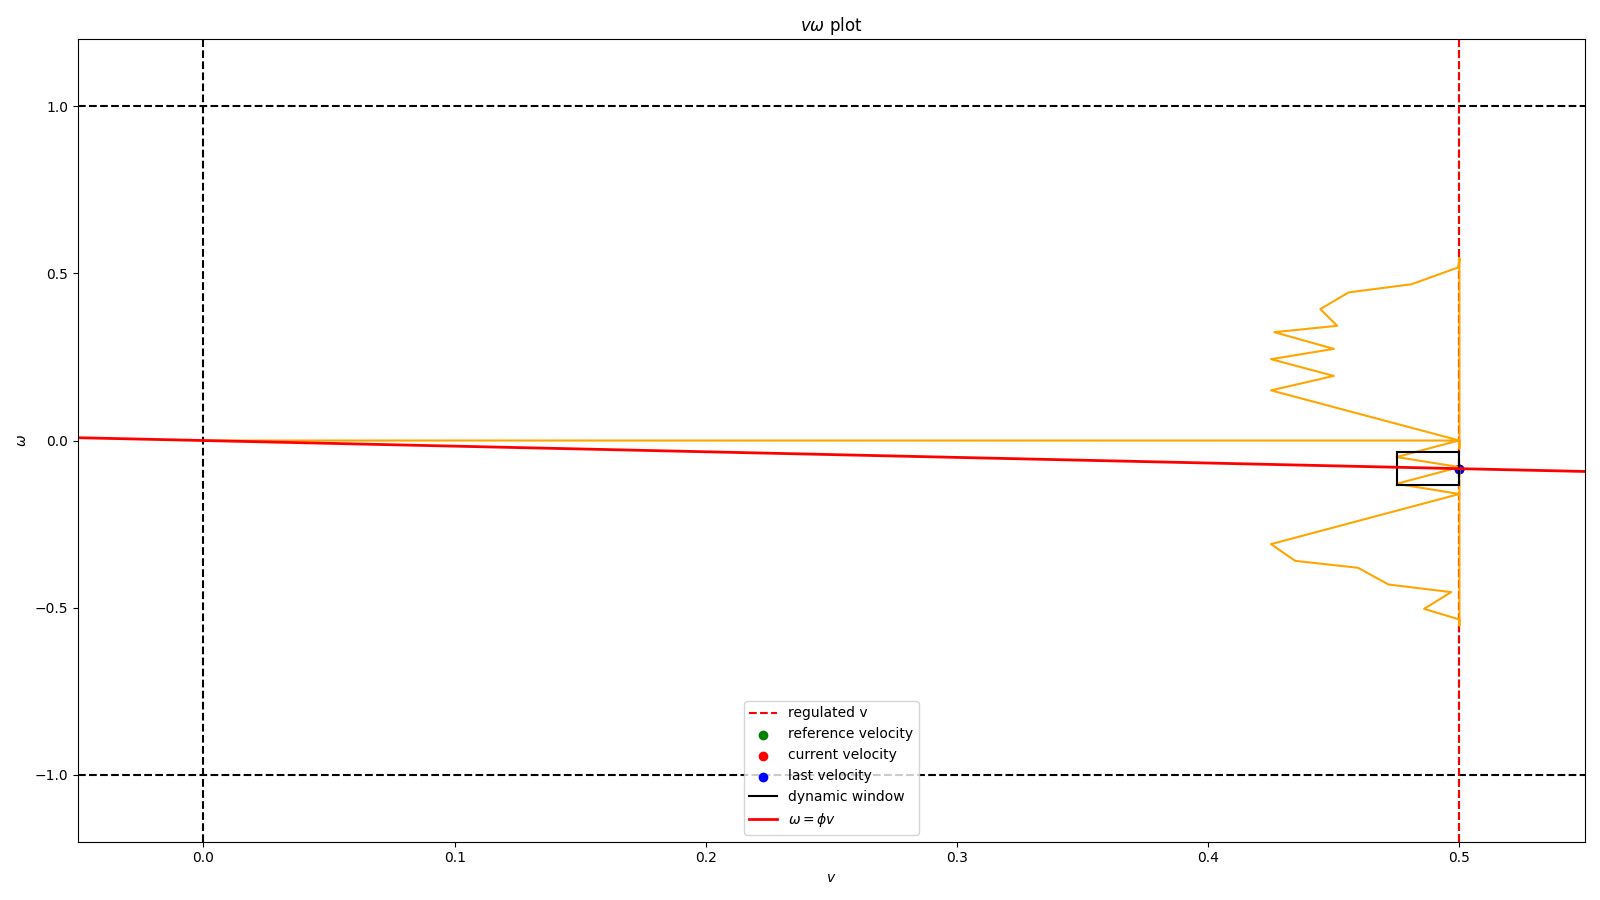 vω plot
1.0
0.5
0.0
−0.5
−1.0
ω
0.0 0.1 0.2 0.3 0.4 0.5
v
regulated v
reference velocity
current velocity
last velocity
dynamic window
ω = ϕv